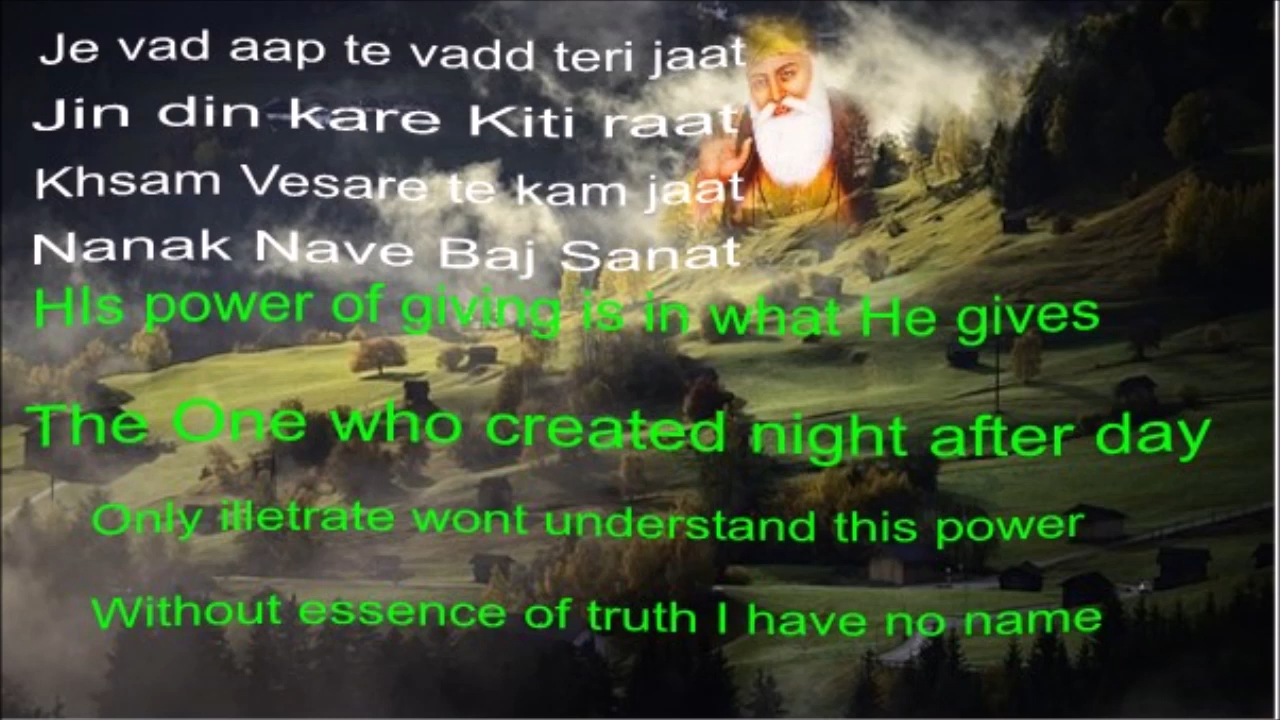 Je vad aap te vadd teri jaat
Jin din kare Kiti raat
Khsam Vesare te kam jaat
Nanak Nave Baj Sanat
HIs power of giving is in what He gives
The One who created night after day
Only illetrate wont understand this power
Without essence of truth I have no name